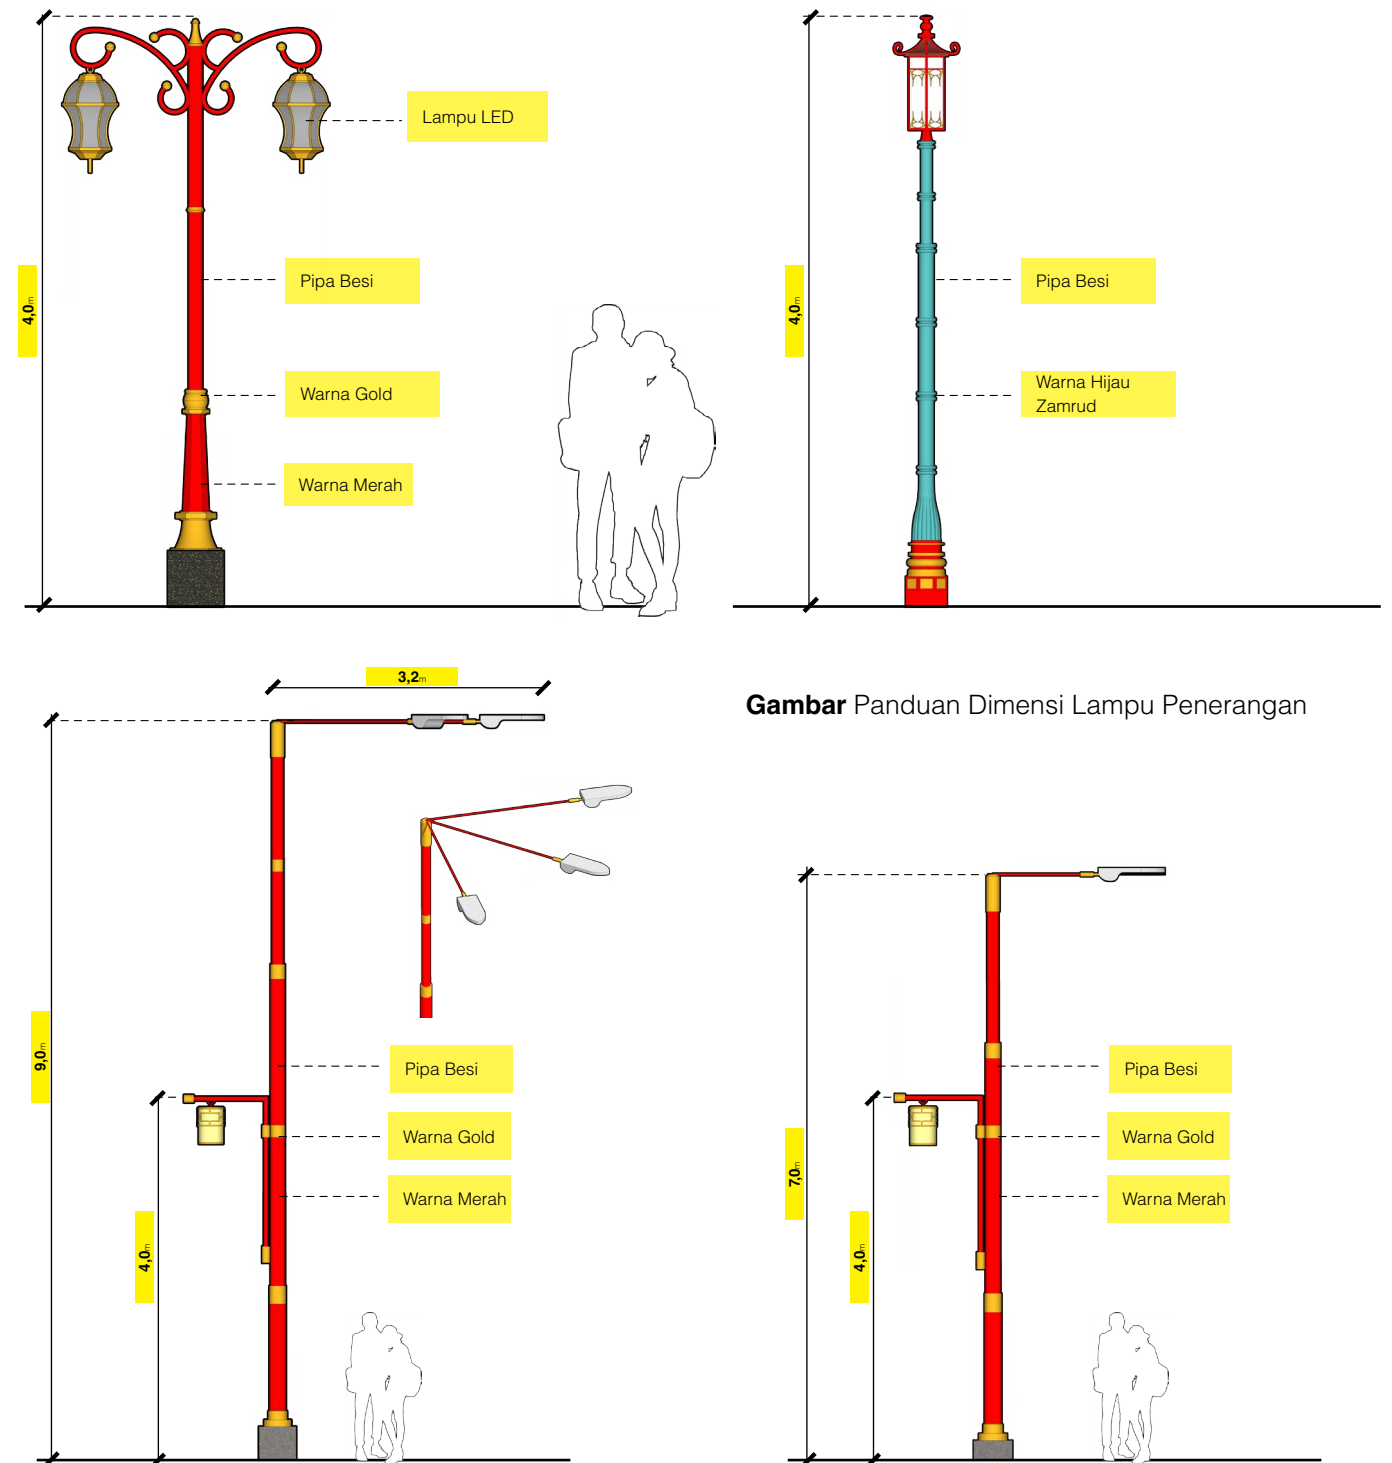 Lampu LED
4,0m
Pipa Besi
Warna Gold
Warna Merah
4,0m
Pipa Besi
Warna Hijau
Zamrud
3,2m
Gambar Panduan Dimensi Lampu Penerangan
9,0m
Pipa Besi
Warna Gold
Warna Merah
4,0m
Pipa Besi
Warna Gold
7,0m
Warna Merah
4,0m